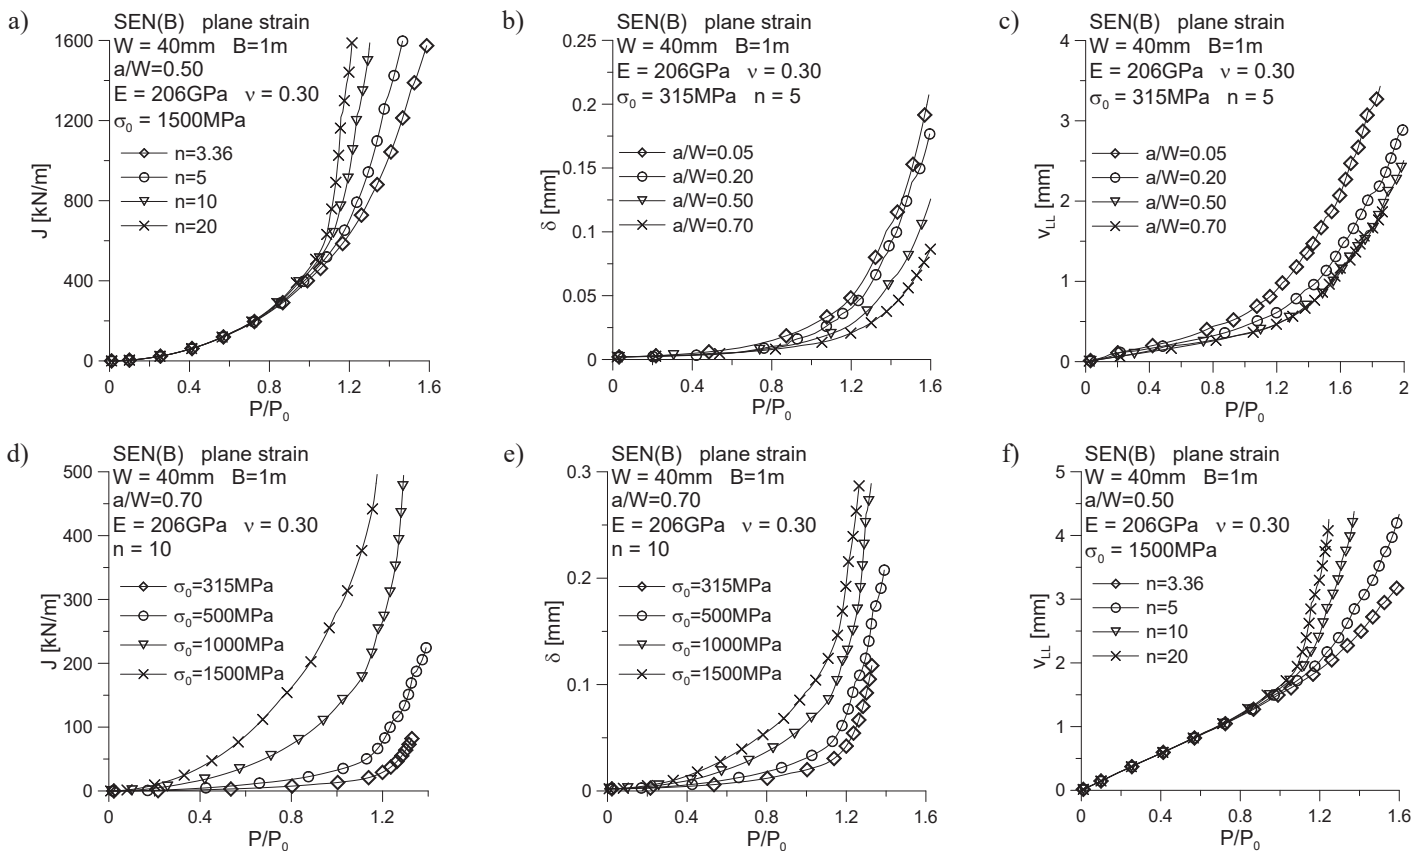 a)
SEN(B) plane strain
W = 40mm B=1m
a/W=0.50
E = 206GPa ν = 0.30
σ₀ = 1500MPa
n=3.36
n=5
n=10
n=20
1600
1200
800
400
0
J [kN/m]
0 0.4 0.8 1.2 1.6
P/P₀
b)
SEN(B) plane strain
W = 40mm B=1m
E = 206GPa ν = 0.30
σ₀ = 315MPa n = 5
a/W=0.05
a/W=0.20
a/W=0.50
a/W=0.70
0.25
0.2
0.15
0.1
0.05
0
δ [mm]
0 0.4 0.8 1.2 1.6
P/P₀
c)
SEN(B) plane strain
W = 40mm B=1m
E = 206GPa ν = 0.30
σ₀ = 315MPa n = 5
a/W=0.05
a/W=0.20
a/W=0.50
a/W=0.70
4
3
2
1
0
v_LL [mm]
0 0.4 0.8 1.2 1.6 2
P/P₀
d)
SEN(B) plane strain
W = 40mm B=1m
a/W=0.70
E = 206GPa ν = 0.30
n = 10
σ₀=315MPa
σ₀=500MPa
σ₀=1000MPa
σ₀=1500MPa
500
400
300
200
100
0
J [kN/m]
0 0.4 0.8 1.2
P/P₀
e)
SEN(B) plane strain
W = 40mm B=1m
a/W=0.70
E = 206GPa ν = 0.30
n = 10
σ₀=315MPa
σ₀=500MPa
σ₀=1000MPa
σ₀=1500MPa
0.3
0.2
0.1
0
δ [mm]
0 0.4 0.8 1.2 1.6
P/P₀
f)
SEN(B) plane strain
W = 40mm B=1m
a/W=0.50
E = 206GPa ν = 0.30
σ₀ = 1500MPa
n=3.36
n=5
n=10
n=20
5
4
3
2
1
0
v_LL [mm]
0 0.4 0.8 1.2 1.6
P/P₀